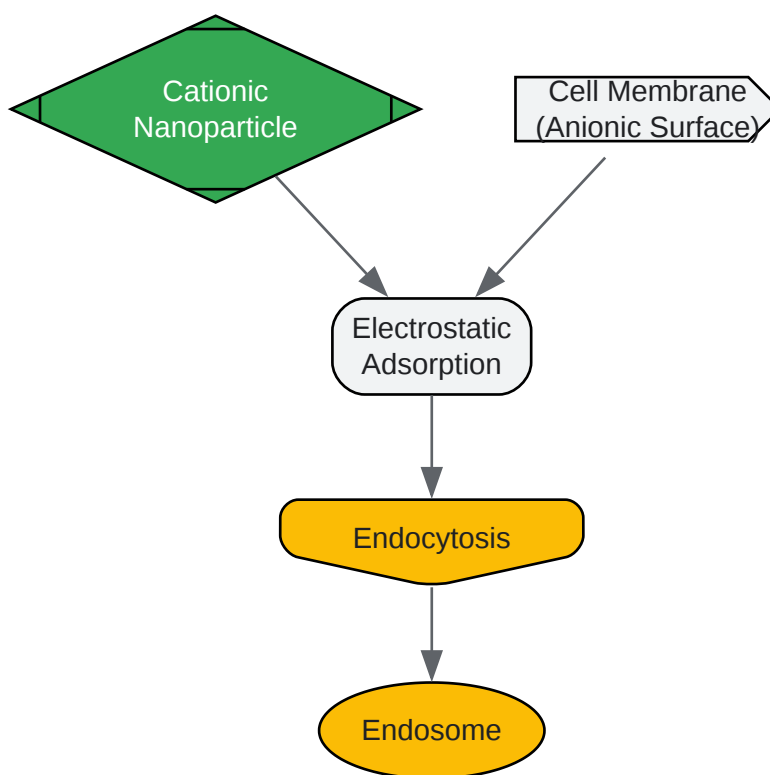 Cationic
Nanoparticle
Cell Membrane
(Anionic Surface)
Electrostatic
Adsorption
Endocytosis
Endosome